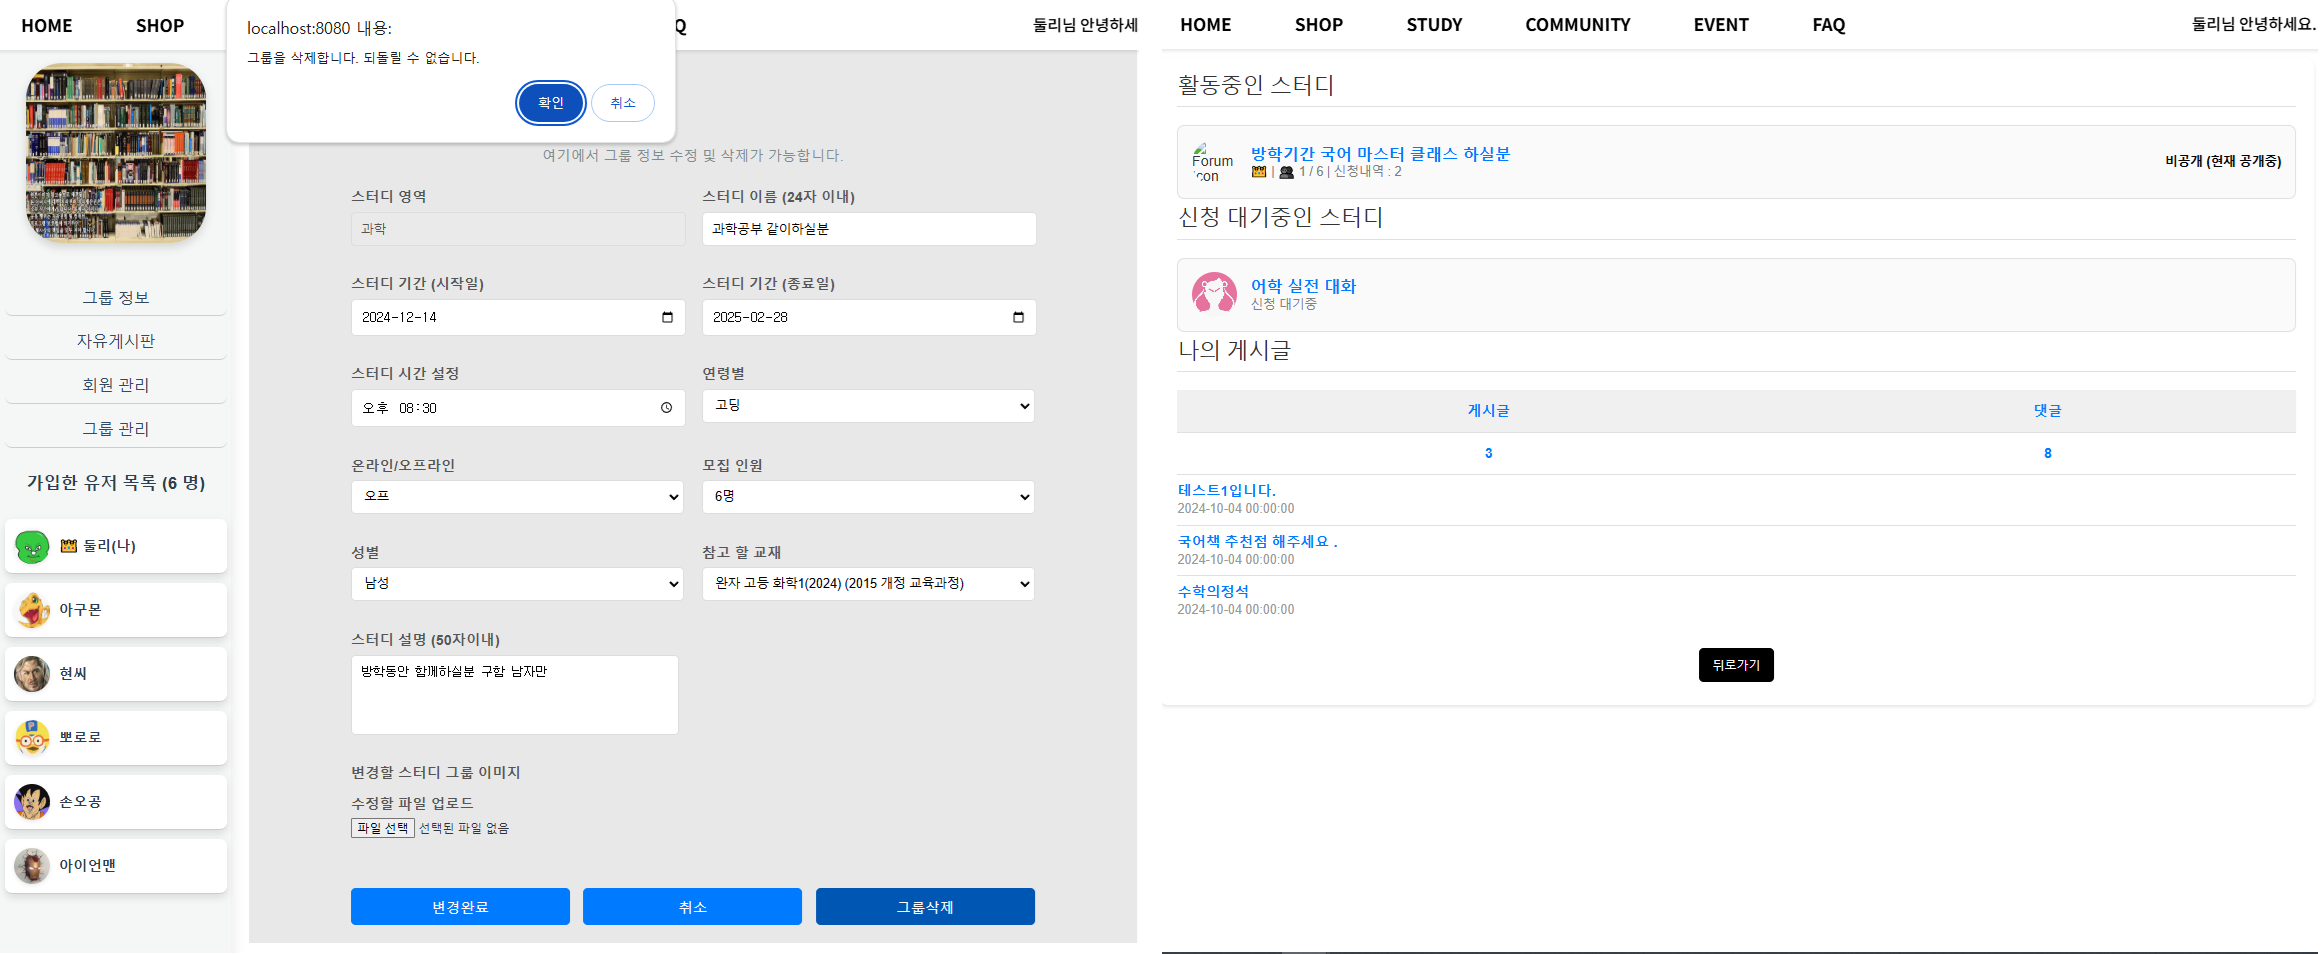 HOME SHOP Q 둘리님 안녕하세
localhost:8080 내용:
그룹을 삭제합니다. 되돌릴 수 없습니다.
확인 취소
그룹 정보
자유게시판
회원 관리
그룹 관리
가입한 유저 목록 (6 명)
둘리(나)
아구몬
현씨
뽀로로
손오공
아이언맨
여기에서 그룹 정보 수정 및 삭제가 가능합니다.
스터디 영역 스터디 이름 (24자 이내)
과학 과학공부 같이하실분
스터디 기간 (시작일) 스터디 기간 (종료일)
2024-12-14 2025-02-28
스터디 시간 설정 연령별
오후 08:30 고딩
온라인/오프라인 모집 인원
오프 6명
성별 참고 할 교재
남성 완자 고등 화학1(2024) (2015 개정 교육과정)
스터디 설명 (50자이내)
방학동안 함께하실분 구함 남자만
변경할 스터디 그룹 이미지
수정할 파일 업로드
파일 선택 선택된 파일 없음
변경완료 취소 그룹삭제
HOME SHOP STUDY COMMUNITY EVENT FAQ 둘리님 안녕하세요.
활동중인 스터디
Forum
Icon
방학기간 국어 마스터 클래스 하실분
| 1 / 6 | 신청내역 : 2
비공개 (현재 공개중)
신청 대기중인 스터디
어학 실전 대화
신청 대기중
나의 게시글
게시글 댓글
3 8
테스트1입니다.
2024-10-04 00:00:00
국어책 추천점 해주세요 .
2024-10-04 00:00:00
수학의정석
2024-10-04 00:00:00
뒤로가기